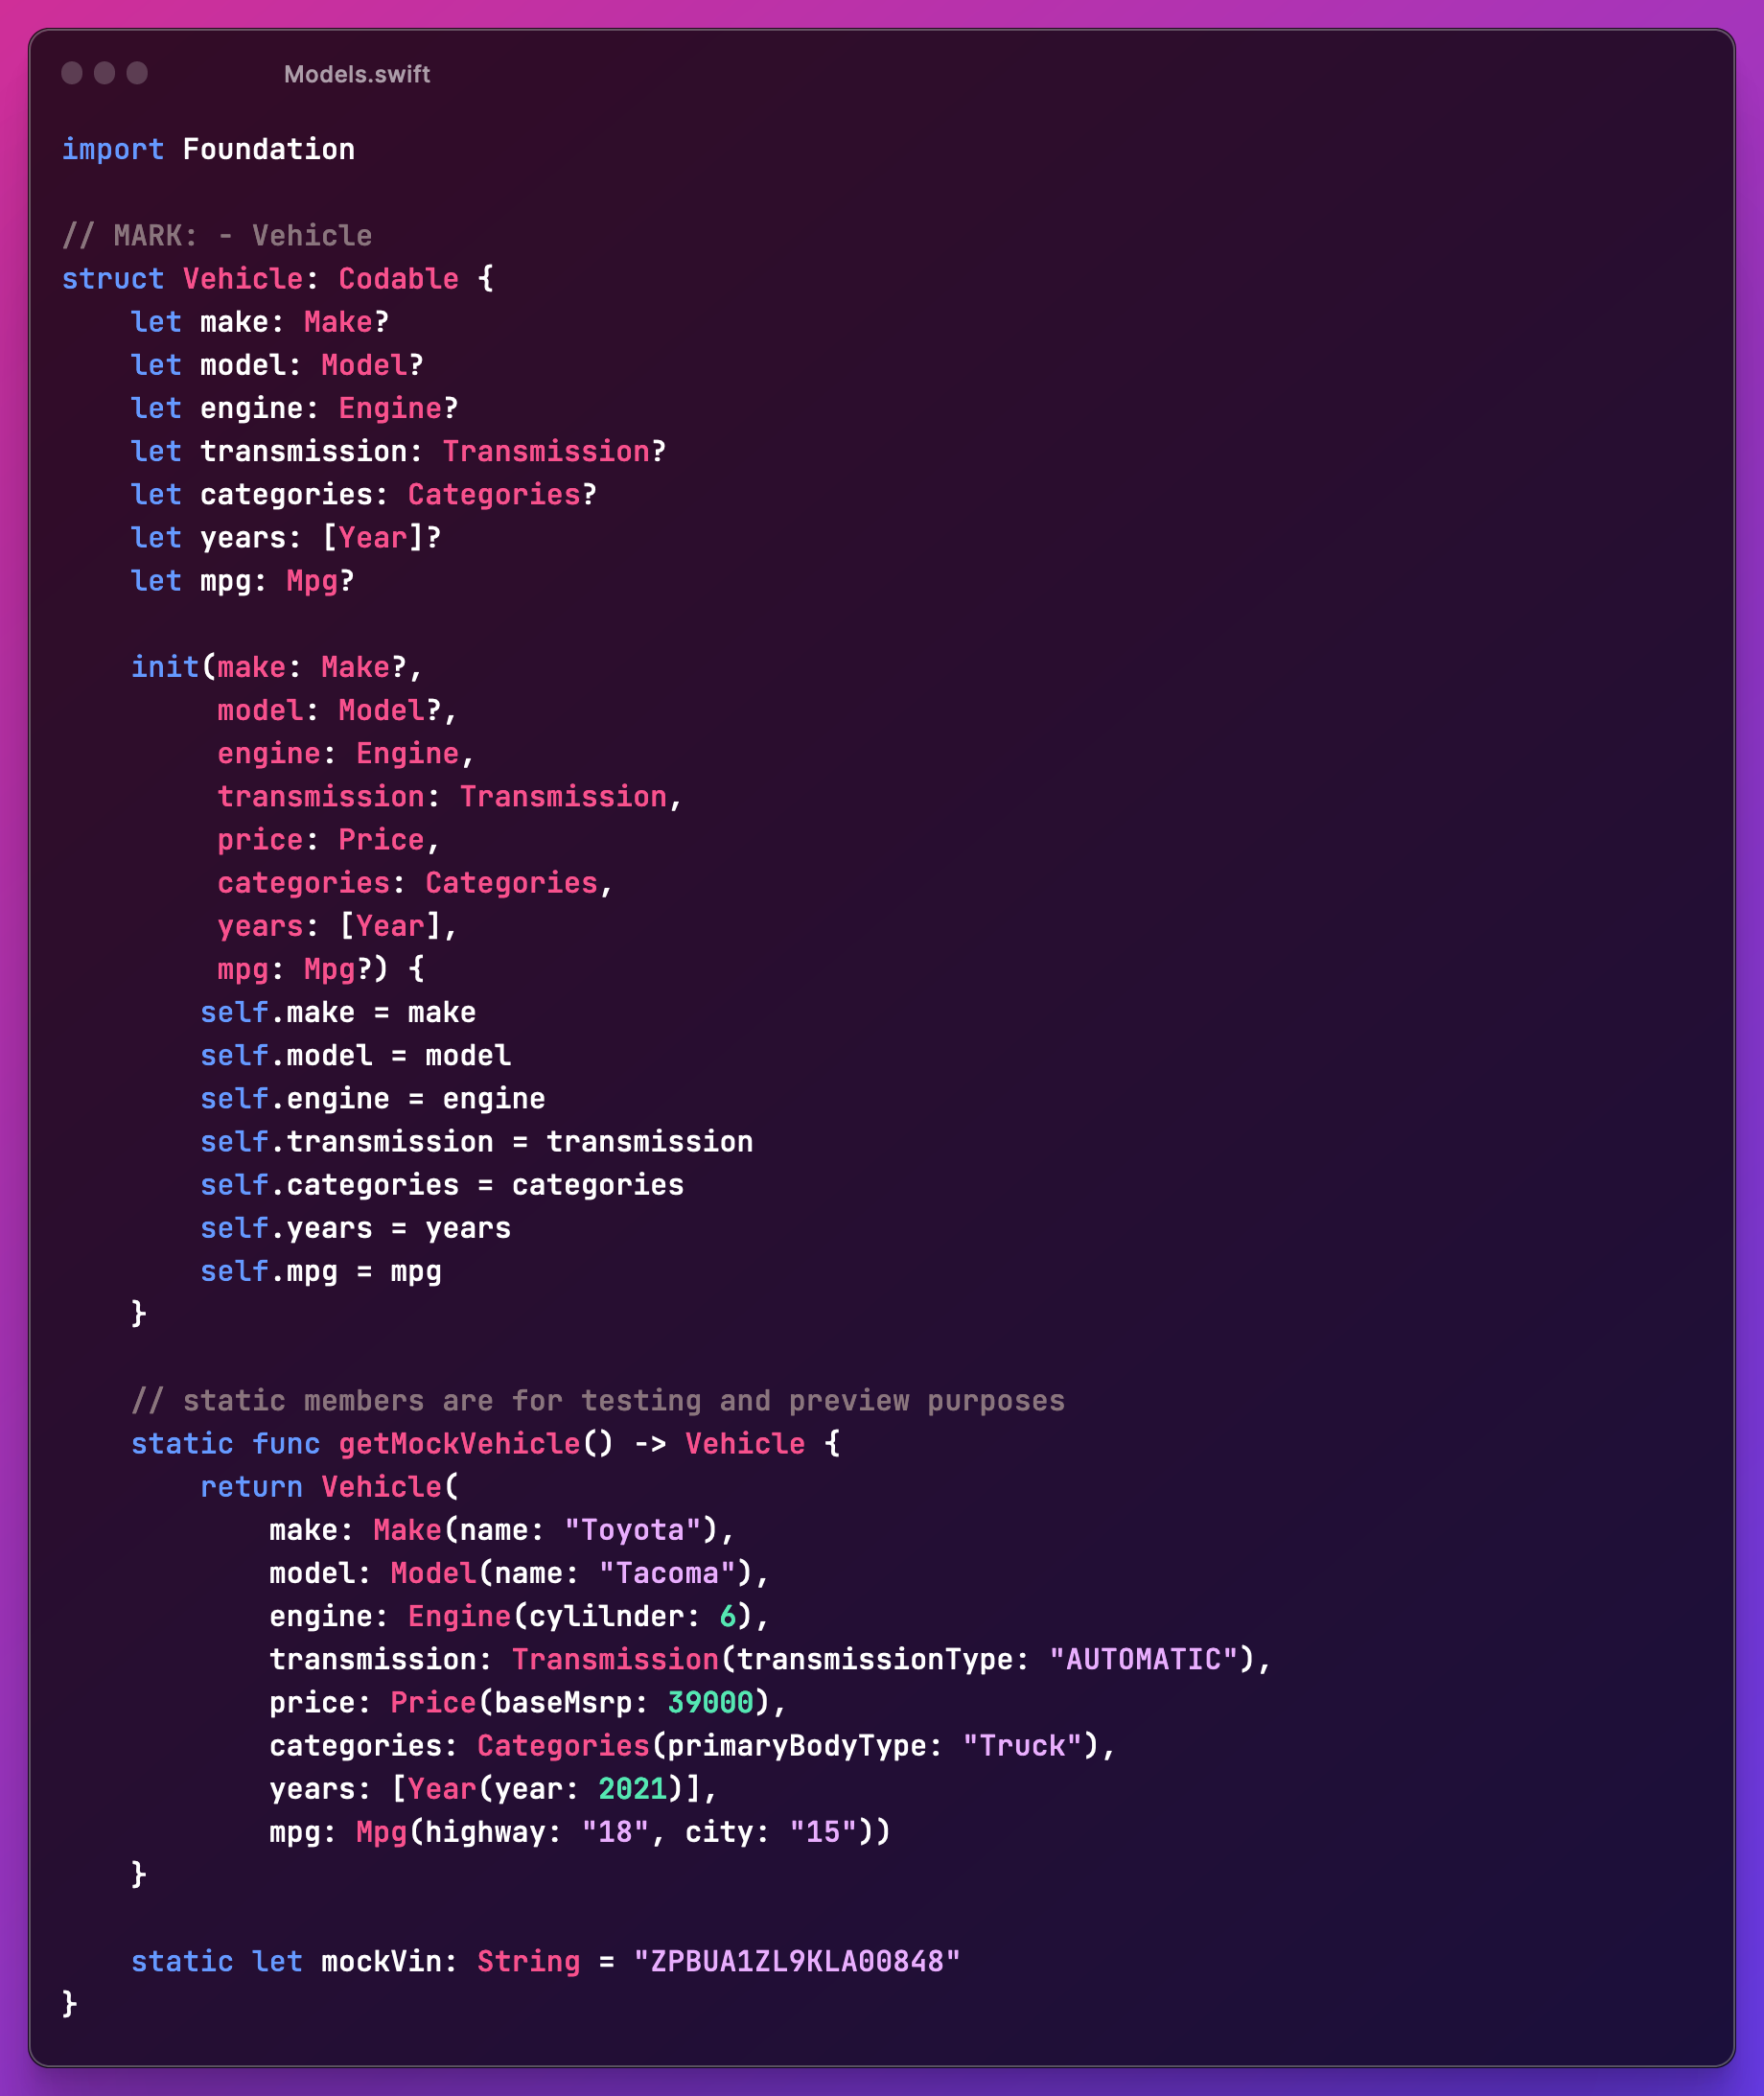 Models.swift
import Foundation
// MARK: - Vehicle
struct Vehicle: Codable {
    let make: Make?
    let model: Model?
    let engine: Engine?
    let transmission: Transmission?
    let categories: Categories?
    let years: [Year]?
    let mpg: Mpg?
    init(make: Make?,
         model: Model?,
         engine: Engine,
         transmission: Transmission,
         price: Price,
         categories: Categories,
         years: [Year],
         mpg: Mpg?) {
        self.make = make
        self.model = model
        self.engine = engine
        self.transmission = transmission
        self.categories = categories
        self.years = years
        self.mpg = mpg
    }
    // static members are for testing and preview purposes
    static func getMockVehicle() -> Vehicle {
        return Vehicle(
            make: Make(name: "Toyota"),
            model: Model(name: "Tacoma"),
            engine: Engine(cylilnder: 6),
            transmission: Transmission(transmissionType: "AUTOMATIC"),
            price: Price(baseMsrp: 39000),
            categories: Categories(primaryBodyType: "Truck"),
            years: [Year(year: 2021)],
            mpg: Mpg(highway: "18", city: "15"))
    }
    static let mockVin: String = "ZPBUA1ZL9KLA00848"
}